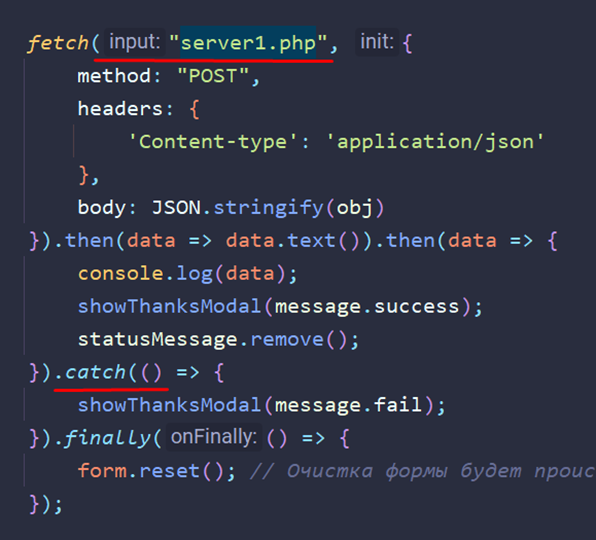 fetch( input: "server1.php", init: {
    method: "POST",
    headers: {
        'Content-type': 'application/json'
    },
    body: JSON.stringify(obj)
}).then(data => data.text()).then(data => {
    console.log(data);
    showThanksModal(message.success);
    statusMessage.remove();
}).catch(() => {
    showThanksModal(message.fail);
}).finally( onFinally: () => {
    form.reset(); // Очистка формы будет проис
});